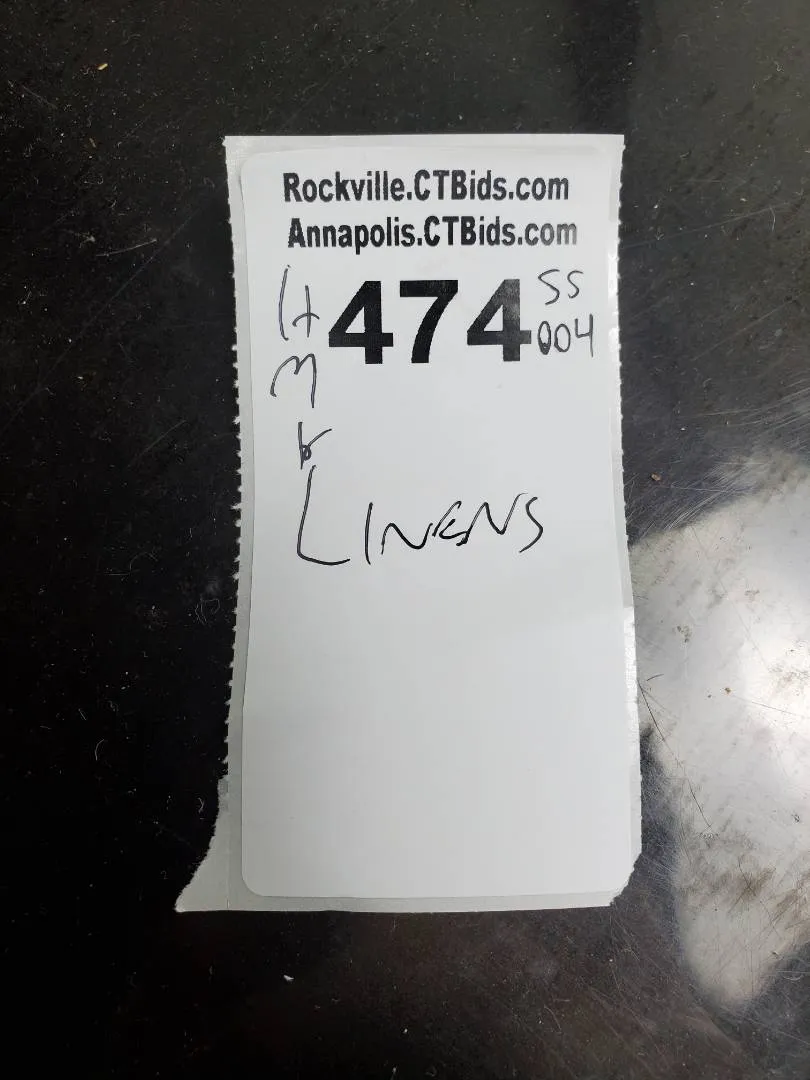 Rockville.CTBids.com
Annapolis.CTBids.com
474
SS
004
LINENS